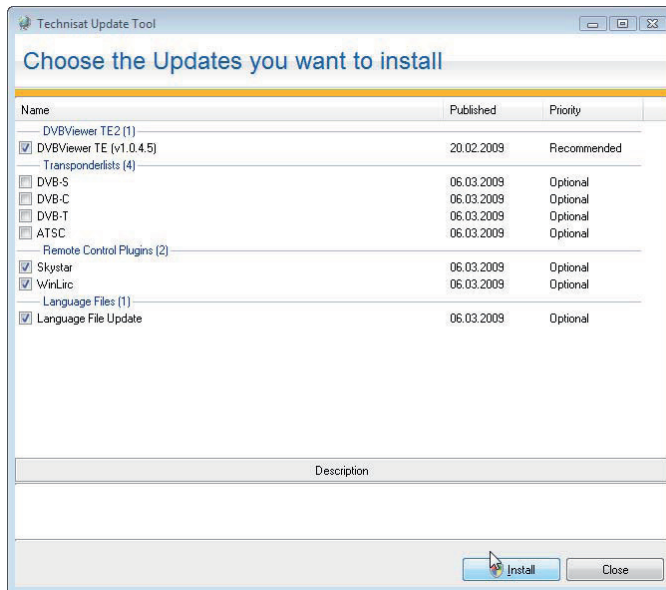 Technisat Update Tool
Choose the Updates you want to install
Name Published Priority
DVBViewer TE2 (1)
DVBViewer TE (v1.0.4.5) 20.02.2009 Recommended
Transponderlists (4)
DVB-S 06.03.2009 Optional
DVB-C 06.03.2009 Optional
DVB-T 06.03.2009 Optional
ATSC 06.03.2009 Optional
Remote Control Plugins (2)
Skystar 06.03.2009 Optional
WinLirc 06.03.2009 Optional
Language Files (1)
Language File Update 06.03.2009 Optional
Description
Install Close